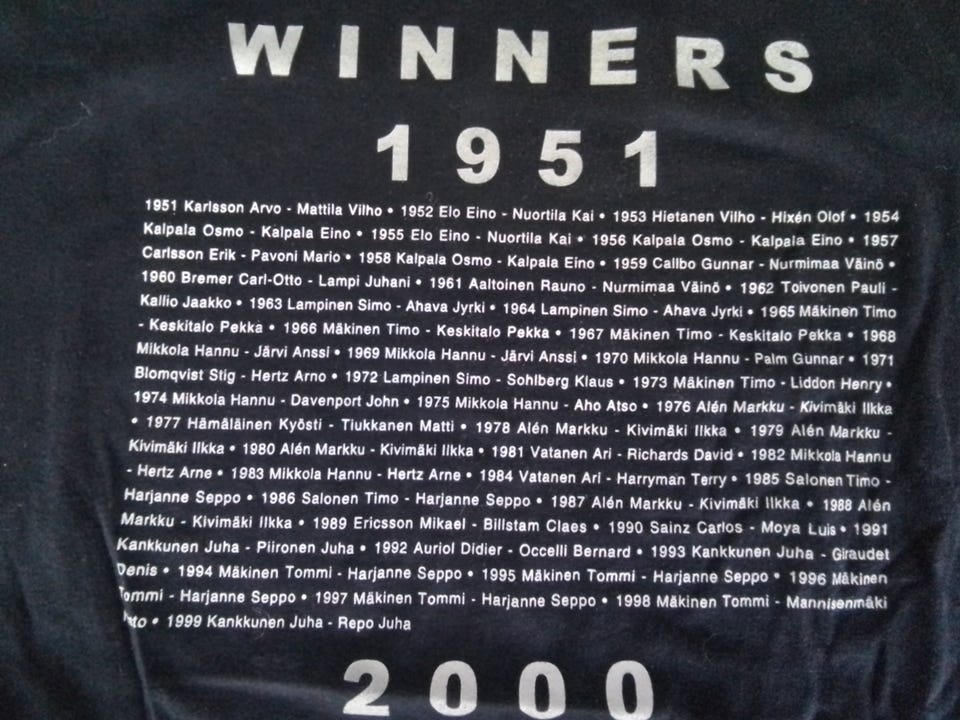 WINNERS
1951
1951 Karlsson Arvo - Mattila Vilho • 1952 Elo Eino - Nuortila Kai • 1953 Hietanen Vilho - Hixén Olof • 1954
Kalpala Osmo - Kalpala Eino • 1955 Elo Eino - Nuortila Kai • 1956 Kalpala Osmo - Kalpala Eino • 1957
Carlsson Erik - Pavoni Mario • 1958 Kalpala Osmo - Kalpala Eino • 1959 Callbo Gunnar - Nurmimaa Väinö •
1960 Bremer Carl-Otto - Lampi Juhani • 1961 Aaltoinen Rauno - Nurmimaa Väinö • 1962 Toivonen Pauli -
Kallio Jaakko • 1963 Lampinen Simo - Ahava Jyrki • 1964 Lampinen Simo - Ahava Jyrki • 1965 Mäkinen Timo
- Keskitalo Pekka • 1966 Mäkinen Timo - Keskitalo Pekka • 1967 Mäkinen Timo - Keskitalo Pekka • 1968
Mikkola Hannu - Järvi Anssi • 1969 Mikkola Hannu - Järvi Anssi • 1970 Mikkola Hannu - Palm Gunnar • 1971
Blomqvist Stig - Hertz Arno • 1972 Lampinen Simo - Sohlberg Klaus • 1973 Mäkinen Timo - Liddon Henry •
1974 Mikkola Hannu - Davenport John • 1975 Mikkola Hannu - Aho Atso • 1976 Alén Markku - Kivimäki Ilkka
• 1977 Hämäläinen Kyösti - Tiukkanen Matti • 1978 Alén Markku - Kivimäki Ilkka • 1979 Alén Markku -
Kivimäki Ilkka • 1980 Alén Markku - Kivimäki Ilkka • 1981 Vatanen Ari - Richards David • 1982 Mikkola Hannu
- Hertz Arne • 1983 Mikkola Hannu - Hertz Arne • 1984 Vatanen Ari - Harryman Terry • 1985 Salonen Timo -
Harjanne Seppo • 1986 Salonen Timo - Harjanne Seppo • 1987 Alén Markku - Kivimäki Ilkka • 1988 Alén
Markku - Kivimäki Ilkka • 1989 Ericsson Mikael - Billstam Claes • 1990 Sainz Carlos - Moya Luis • 1991
Kankkunen Juha - Piironen Juha • 1992 Auriol Didier - Occelli Bernard • 1993 Kankkunen Juha - Giraudet
Denis • 1994 Mäkinen Tommi - Harjanne Seppo • 1995 Mäkinen Tommi - Harjanne Seppo • 1996 Mäkinen
Tommi - Harjanne Seppo • 1997 Mäkinen Tommi - Harjanne Seppo • 1998 Mäkinen Tommi - Mannisenmäki
• 1999 Kankkunen Juha - Repo Juha
2000